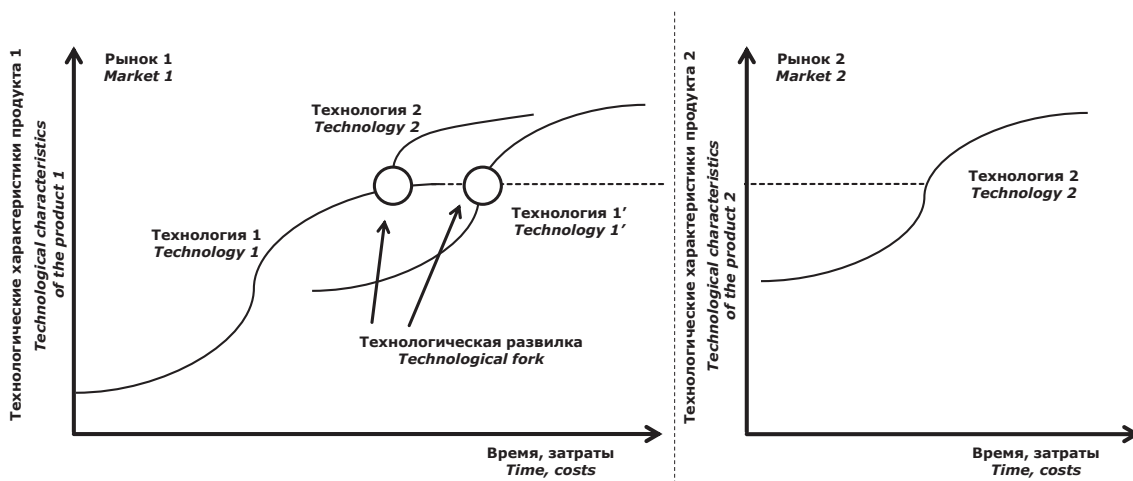 Технологические характеристики продукта 1
Technological characteristics
of the product 1
Рынок 1
Market 1
Технология 2
Technology 2
Технология 1
Technology 1
Технология 1’
Technology 1’
Технологическая развилка
Technological fork
Время, затраты
Time, costs
Технологические характеристики продукта 2
Technological characteristics
of the product 2
Рынок 2
Market 2
Технология 2
Technology 2
Время, затраты
Time, costs